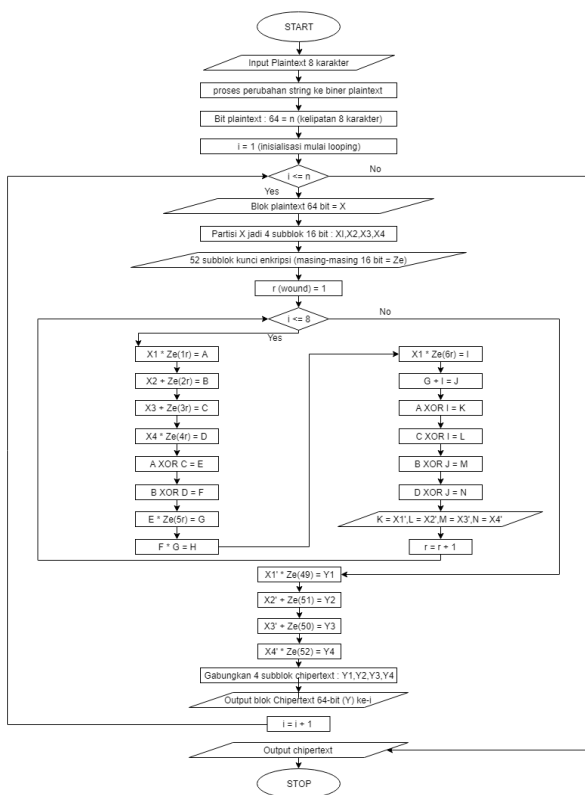 START
Input Plaintext 8 karakter
proses perubahan string ke biner plaintext
Bit plaintext : 64 = n (kelipatan 8 karakter)
i = 1 (inisialisasi mulai looping)
i <= n
No
Yes
Blok plaintext 64 bit = X
Partisi X jadi 4 subblok 16 bit : XI,X2,X3,X4
52 subblok kunci enkripsi (masing-masing 16 bit = Ze)
r (wound) = 1
i <= 8
No
Yes
X1 * Ze(1r) = A
X2 + Ze(2r) = B
X3 + Ze(3r) = C
X4 * Ze(4r) = D
A XOR C = E
B XOR D = F
E * Ze(5r) = G
F * G = H
X1 * Ze(6r) = I
G + I = J
A XOR I = K
C XOR I = L
B XOR J = M
D XOR J = N
K = X1',L = X2',M = X3',N = X4'
r = r + 1
X1' * Ze(49) = Y1
X2' + Ze(51) = Y2
X3' + Ze(50) = Y3
X4' * Ze(52) = Y4
Gabungkan 4 subblok chipertext : Y1,Y2,Y3,Y4
Output blok Chipertext 64-bit (Y) ke-i
i = i + 1
Output chipertext
STOP